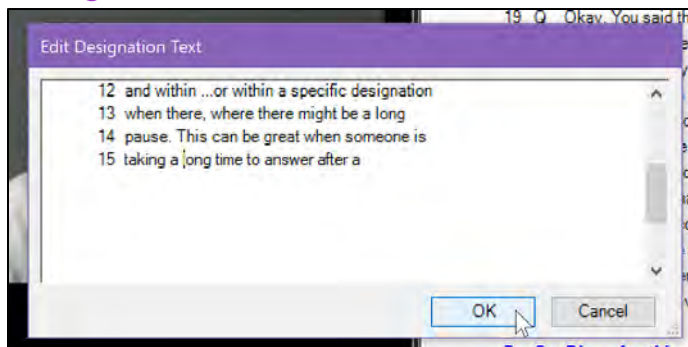 19 Q Okay. You said th
Edit Designation Text
12 and within ...or within a specific designation
13 when there, where there might be a long
14 pause. This can be great when someone is
15 taking a long time to answer after a
OK
Cancel